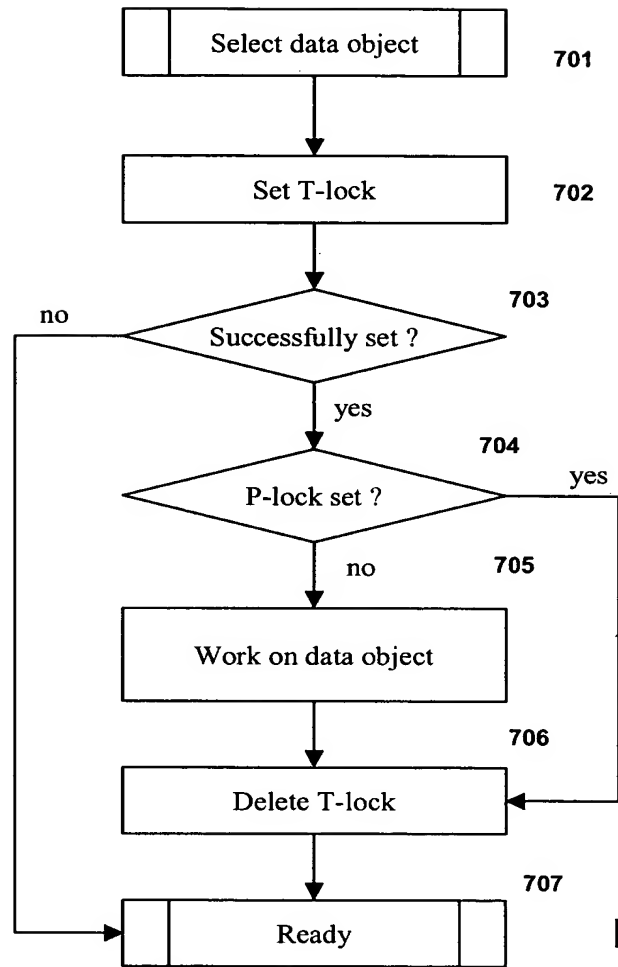 Select data object
701
Set T-lock
702
703
no
Successfully set ?
yes
704
P-lock set ?
yes
no
705
Work on data object
706
Delete T-lock
707
Ready